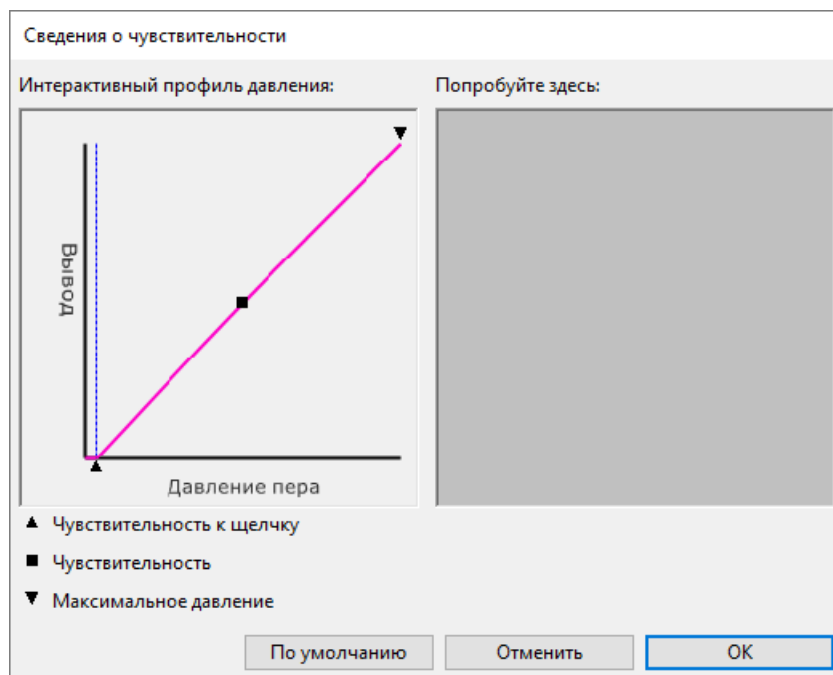 Сведения о чувствительности
Интерактивный профиль давления:
Попробуйте здесь:
Вывод
Давление пера
Чувствительность к щелчку
Чувствительность
Максимальное давление
По умолчанию
Отменить
OK